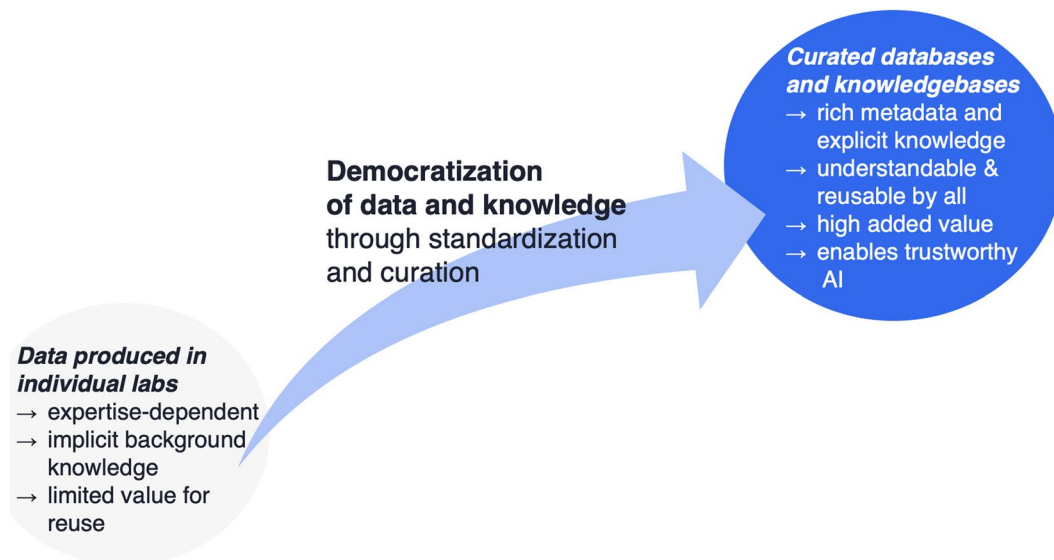 Curated databases
and knowledgebases
→ rich metadata and
explicit knowledge
→ understandable &
reusable by all
→ high added value
→ enables trustworthy
AI
Democratization
of data and knowledge
through standardization
and curation
Data produced in
individual labs
→ expertise-dependent
→ implicit background
knowledge
→ limited value for
reuse